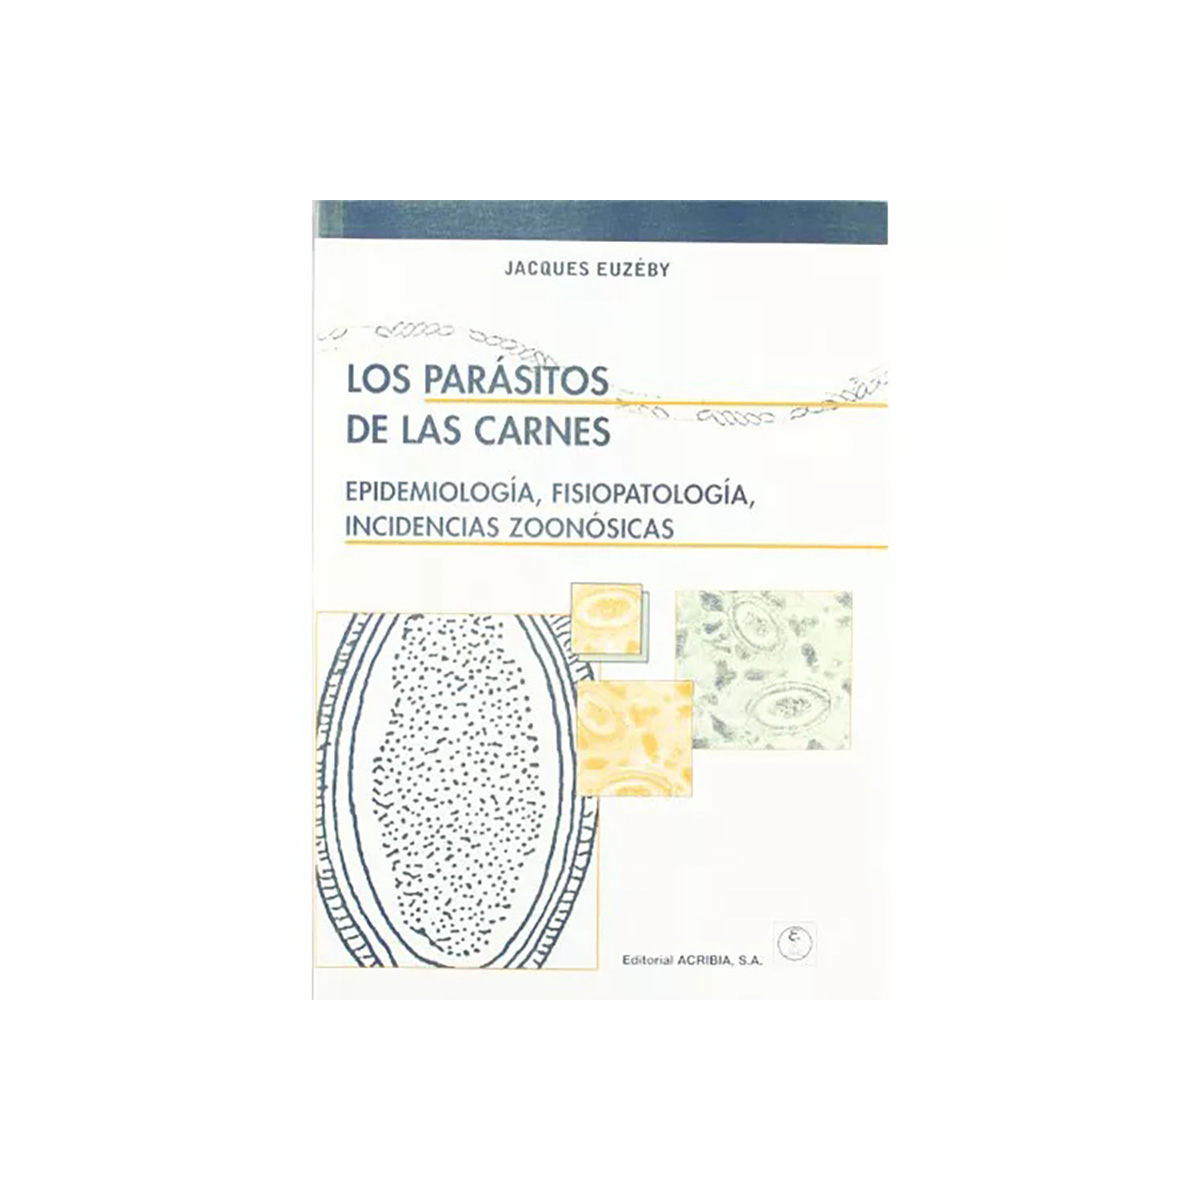 JACQUES EUZÉBY
LOS PARÁSITOS
DE LAS CARNES
EPIDEMIOLOGÍA, FISIOPATOLOGÍA,
INCIDENCIAS ZOONÓSICAS
Editorial ACRIBIA, S.A.